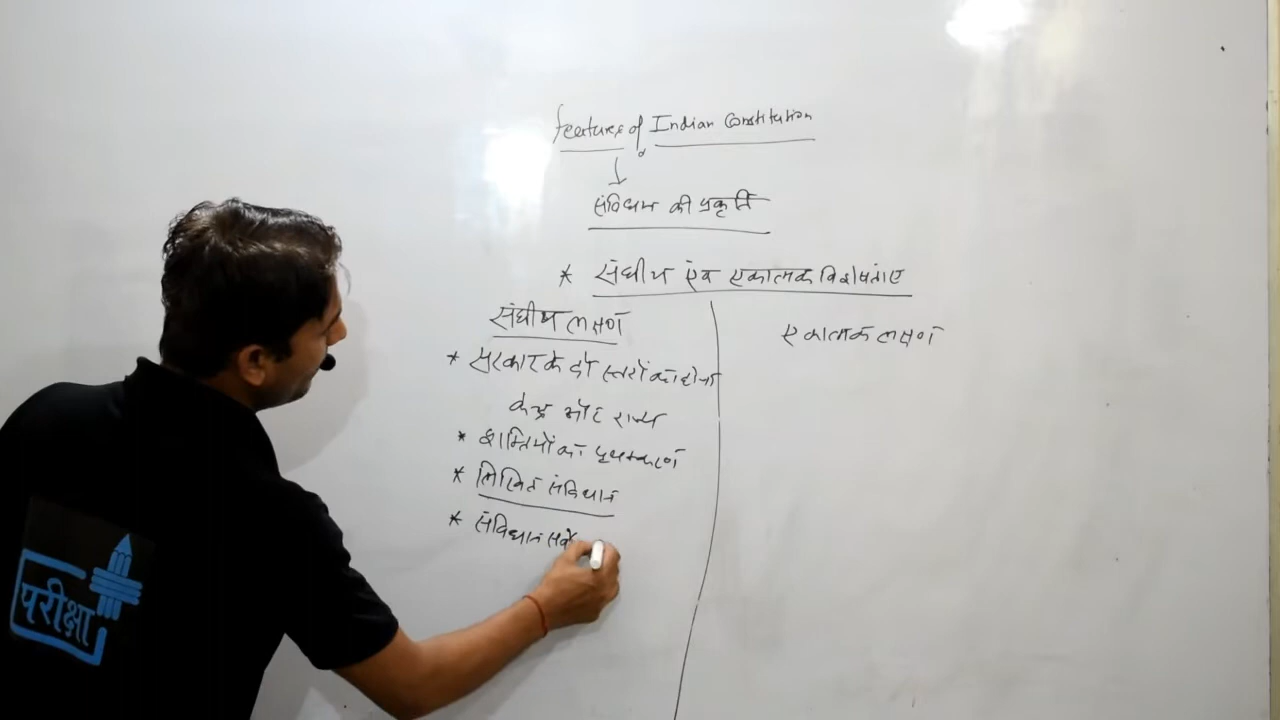 Features of Indian Constitution
संविधान की प्रकृति
* संघीय एंव एकात्मक विशेषताएं
संघीय लक्षण
* सरकार के दो स्तरों का होना
केन्द्र और राज्य
* शक्तियों का पृथक्करण
* लिखित संविधान
* संविधान सर्वो
एकात्मक लक्षण
परीक्षा